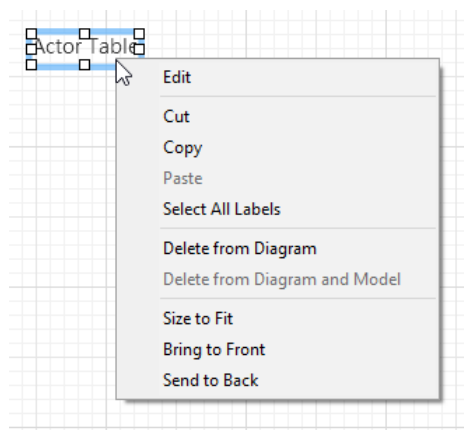 Actor Table
Edit
Cut
Copy
Paste
Select All Labels
Delete from Diagram
Delete from Diagram and Model
Size to Fit
Bring to Front
Send to Back